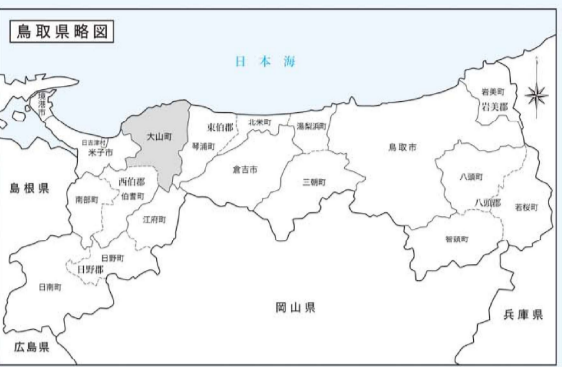 鳥取県略図
日本海
境港市
日吉津村
米子市
大山町
東伯郡
琴浦町
北栄町
湯梨浜町
鳥取市
岩美町
岩美郡
島根県
南部町
西伯郡
伯耆町
江府町
倉吉市
三朝町
八頭町
八頭郡
若桜町
智頭町
日野町
日野郡
日南町
岡山県
兵庫県
広島県